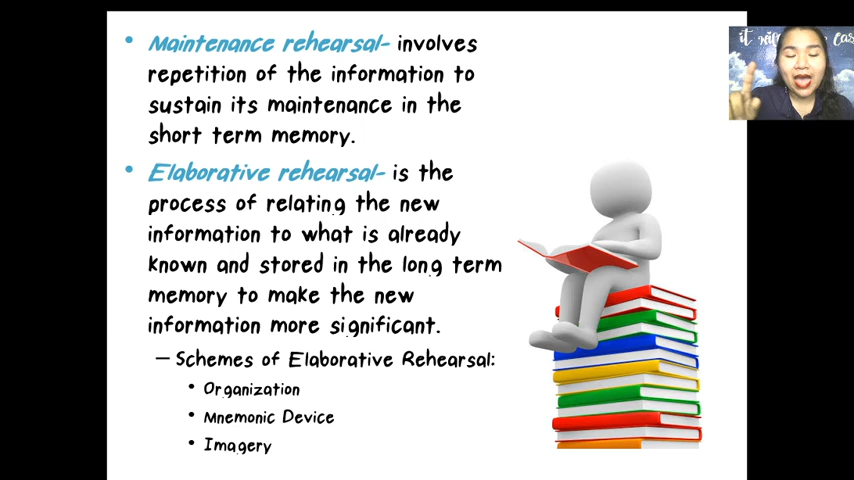 • Maintenance rehearsal- involves
repetition of the information to
sustain its maintenance in the
short term memory.
• Elaborative rehearsal- is the
process of relating the new
information to what is already
known and stored in the long term
memory to make the new
information more significant.
– Schemes of Elaborative Rehearsal:
• Organization
• Mnemonic Device
• Imagery
it